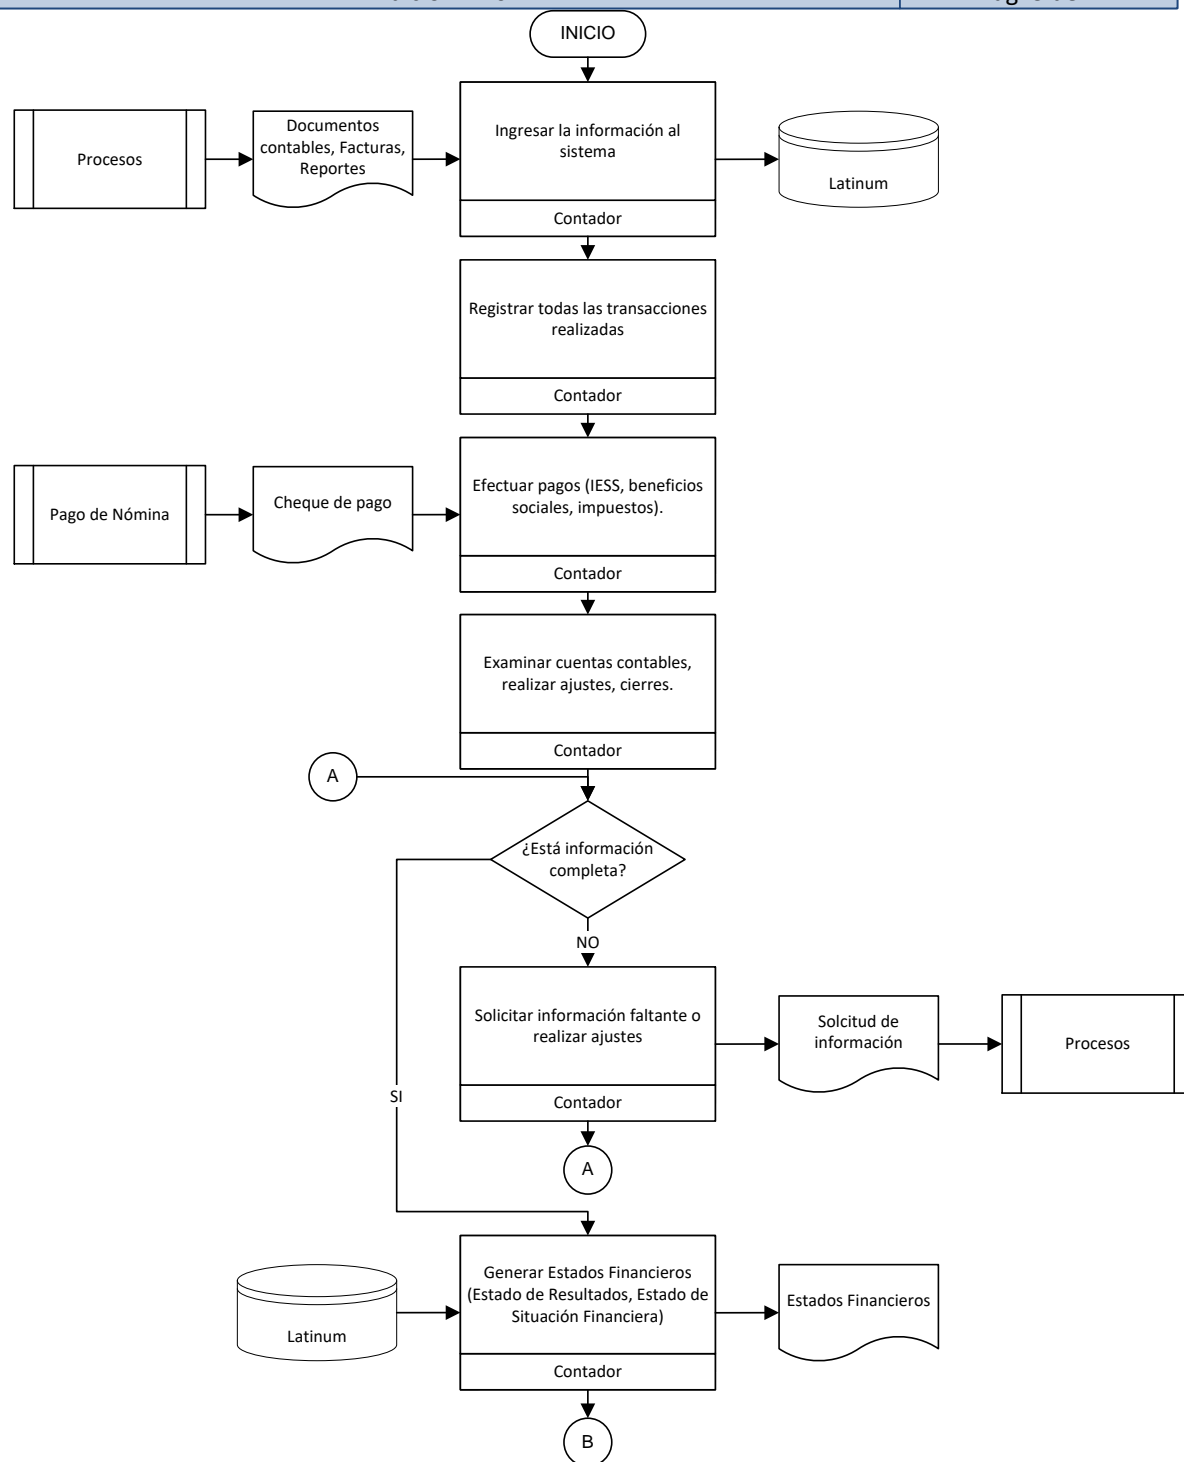 INICIO
Procesos
Documentos
contables, Facturas,
Reportes
Ingresar la información al
sistema
Contador
Latinum
Registrar todas las transacciones
realizadas
Contador
Pago de Nómina
Cheque de pago
Efectuar pagos (IESS, beneficios
sociales, impuestos).
Contador
Examinar cuentas contables,
realizar ajustes, cierres.
Contador
A
¿Está información
completa?
NO
Solicitar información faltante o
realizar ajustes
Contador
Solcitud de
información
Procesos
SI
A
Latinum
Generar Estados Financieros
(Estado de Resultados, Estado de
Situación Financiera)
Contador
Estados Financieros
B